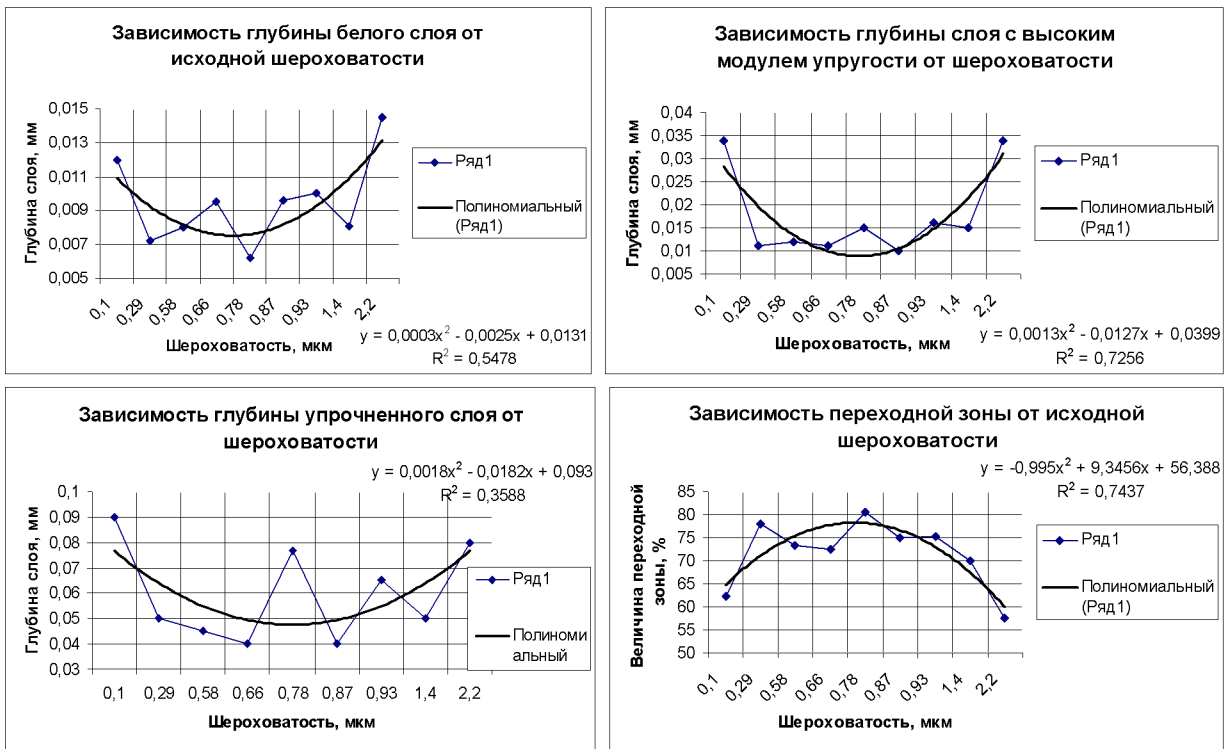 Зависимость глубины белого слоя от
исходной шероховатости
Глубина слоя, мм
0,015
0,013
0,011
0,009
0,007
0,005
0,1
0,29
0,58
0,66
0,78
0,87
0,93
1,4
2,2
Шероховатость, мкм
y = 0,0003x² - 0,0025x + 0,0131
R² = 0,5478
Ряд1
Полиномиальный
(Ряд1)
Зависимость глубины слоя с высоким
модулем упругости от шероховатости
Глубина слоя, мм
0,04
0,035
0,03
0,025
0,02
0,015
0,01
0,005
0,1
0,29
0,58
0,66
0,78
0,87
0,93
1,4
2,2
Шероховатость, мкм
y = 0,0013x² - 0,0127x + 0,0399
R² = 0,7256
Ряд1
Полиномиальный
(Ряд1)
Зависимость глубины упрочненного слоя от
шероховатости
y = 0,0018x² - 0,0182x + 0,093
R² = 0,3588
Глубина слоя, мм
0,1
0,09
0,08
0,07
0,06
0,05
0,04
0,03
0,1
0,29
0,58
0,66
0,78
0,87
0,93
1,4
2,2
Шероховатость, мкм
Ряд1
Полиноми
альный
Зависимость переходной зоны от исходной
шероховатости
y = -0,995x² + 9,3456x + 56,388
R² = 0,7437
Величина переходной
зоны, %
85
80
75
70
65
60
55
50
0,1
0,29
0,58
0,66
0,78
0,87
0,93
1,4
2,2
Шероховатость, мкм
Ряд1
Полиномиальный
(Ряд1)